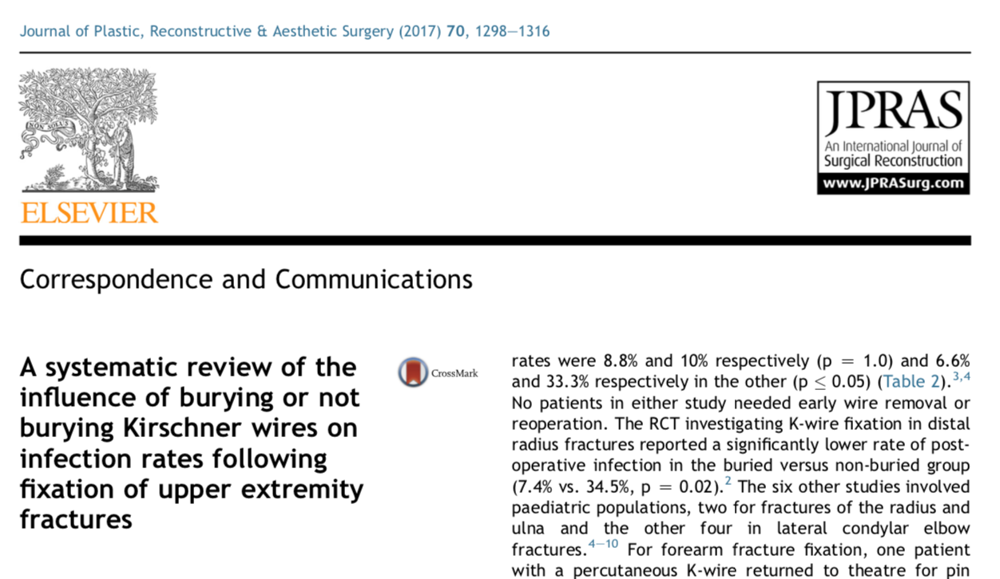 Journal of Plastic, Reconstructive & Aesthetic Surgery (2017) 70, 1298–1316
NON SOLUS
ELSEVIER
JPRAS
An International Journal of
Surgical Reconstruction
www.JPRASurg.com
Correspondence and Communications
A systematic review of the
influence of burying or not
burying Kirschner wires on
infection rates following
fixation of upper extremity
fractures
CrossMark
rates were 8.8% and 10% respectively (p = 1.0) and 6.6%
and 33.3% respectively in the other (p ≤ 0.05) (Table 2).3,4
No patients in either study needed early wire removal or
reoperation. The RCT investigating K-wire fixation in distal
radius fractures reported a significantly lower rate of post-
operative infection in the buried versus non-buried group
(7.4% vs. 34.5%, p = 0.02).2 The six other studies involved
paediatric populations, two for fractures of the radius and
ulna and the other four in lateral condylar elbow
fractures.4–10 For forearm fracture fixation, one patient
with a percutaneous K-wire returned to theatre for pin